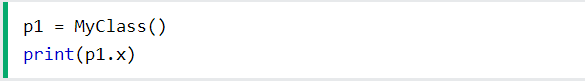 p1 = MyClass()
print(p1.x)